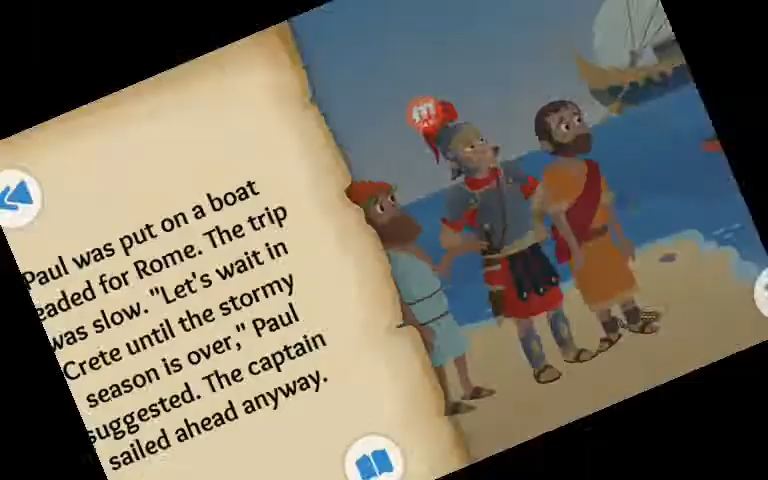 Paul was put on a boat
eaded for Rome. The trip
was slow. "Let's wait in
Crete until the stormy
season is over," Paul
suggested. The captain
sailed ahead anyway.
m